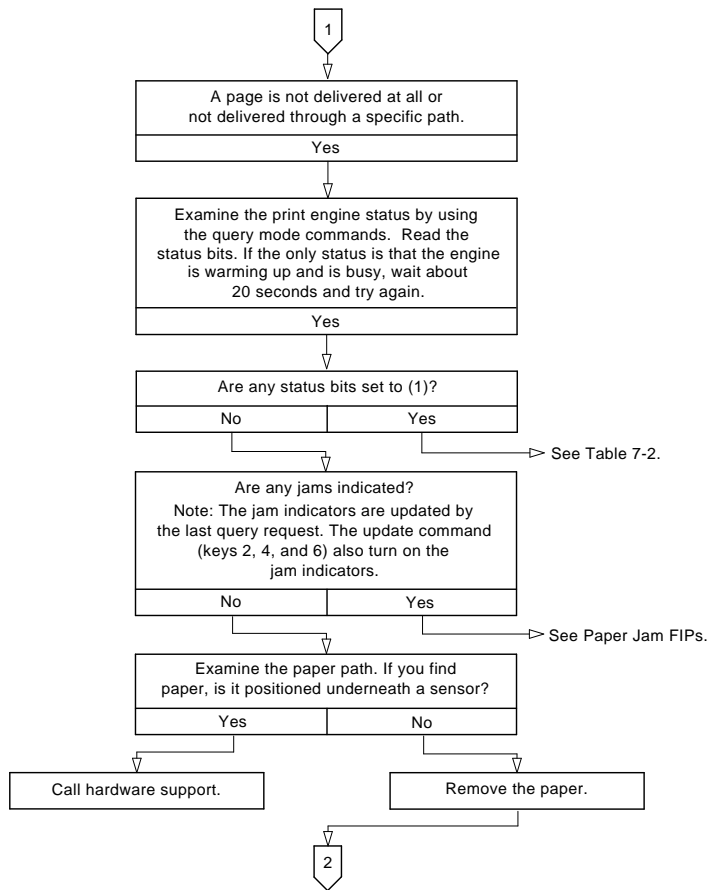 1
A page is not delivered at all or
not delivered through a specific path.
Yes
Examine the print engine status by using
the query mode commands. Read the
status bits. If the only status is that the engine
is warming up and is busy, wait about
20 seconds and try again.
Yes
Are any status bits set to (1)?
No
Yes
See Table 7-2.
Are any jams indicated?
Note: The jam indicators are updated by
the last query request. The update command
(keys 2, 4, and 6) also turn on the
jam indicators.
No
Yes
See Paper Jam FIPs.
Examine the paper path. If you find
paper, is it positioned underneath a sensor?
Yes
No
Call hardware support.
Remove the paper.
2